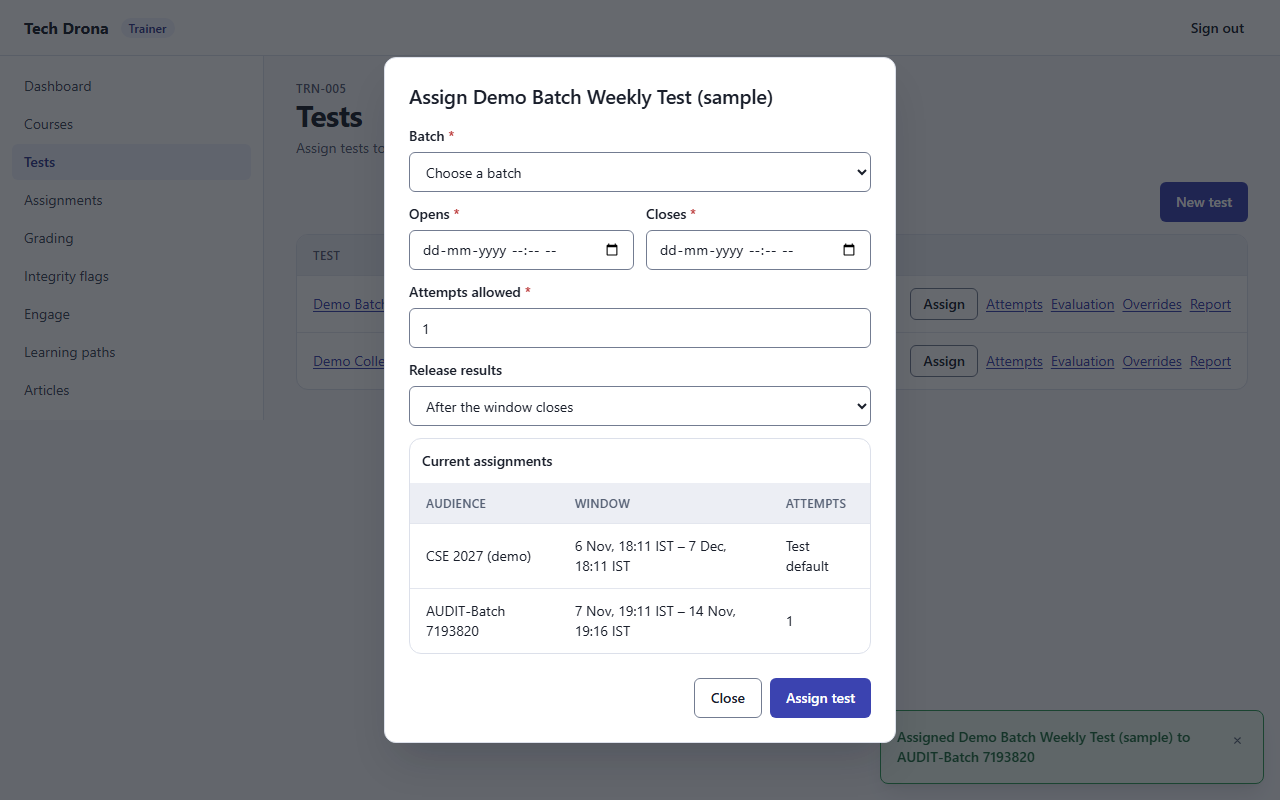 Tech Drona
Trainer
Sign out
Dashboard
Courses
Tests
Assignments
Grading
Integrity flags
Engage
Learning paths
Articles
TRN-005
Tests
Assign tests to
New test
TEST
Demo Batch
Assign Attempts Evaluation Overrides Report
Demo Colle
Assign Attempts Evaluation Overrides Report
Assign Demo Batch Weekly Test (sample)
Batch *
Choose a batch
Opens * Closes *
dd-mm-yyyy --:-- -- dd-mm-yyyy --:-- --
Attempts allowed *
1
Release results
After the window closes
Current assignments
AUDIENCE WINDOW ATTEMPTS
CSE 2027 (demo)
6 Nov, 18:11 IST – 7 Dec,
18:11 IST
Test
default
AUDIT-Batch
7193820
7 Nov, 19:11 IST – 14 Nov,
19:16 IST
1
Close Assign test
Assigned Demo Batch Weekly Test (sample) to
AUDIT-Batch 7193820
×